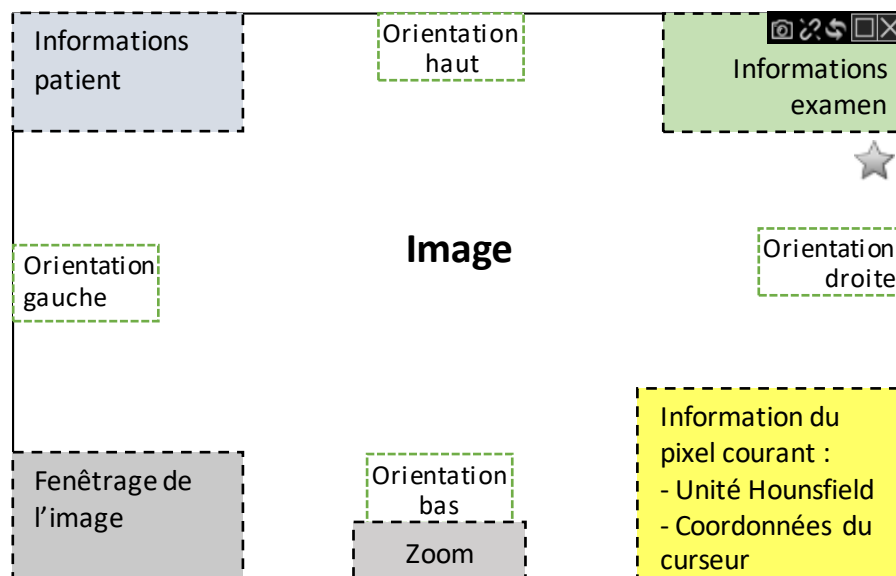 Informations
patient
Orientation
haut
Informations
examen
Orientation
gauche
Image
Orientation
droite
Fenêtrage de
l’image
Orientation
bas
Zoom
Information du
pixel courant :
- Unité Hounsfield
- Coordonnées du
curseur